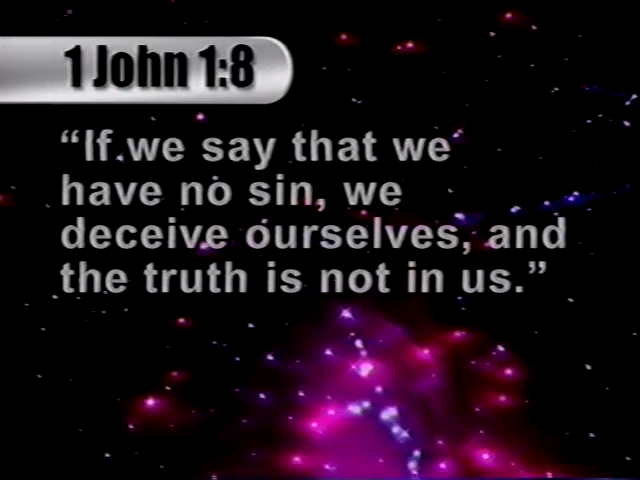 1 John 1:8
“If we say that we
have no sin, we
deceive ourselves, and
the truth is not in us.”